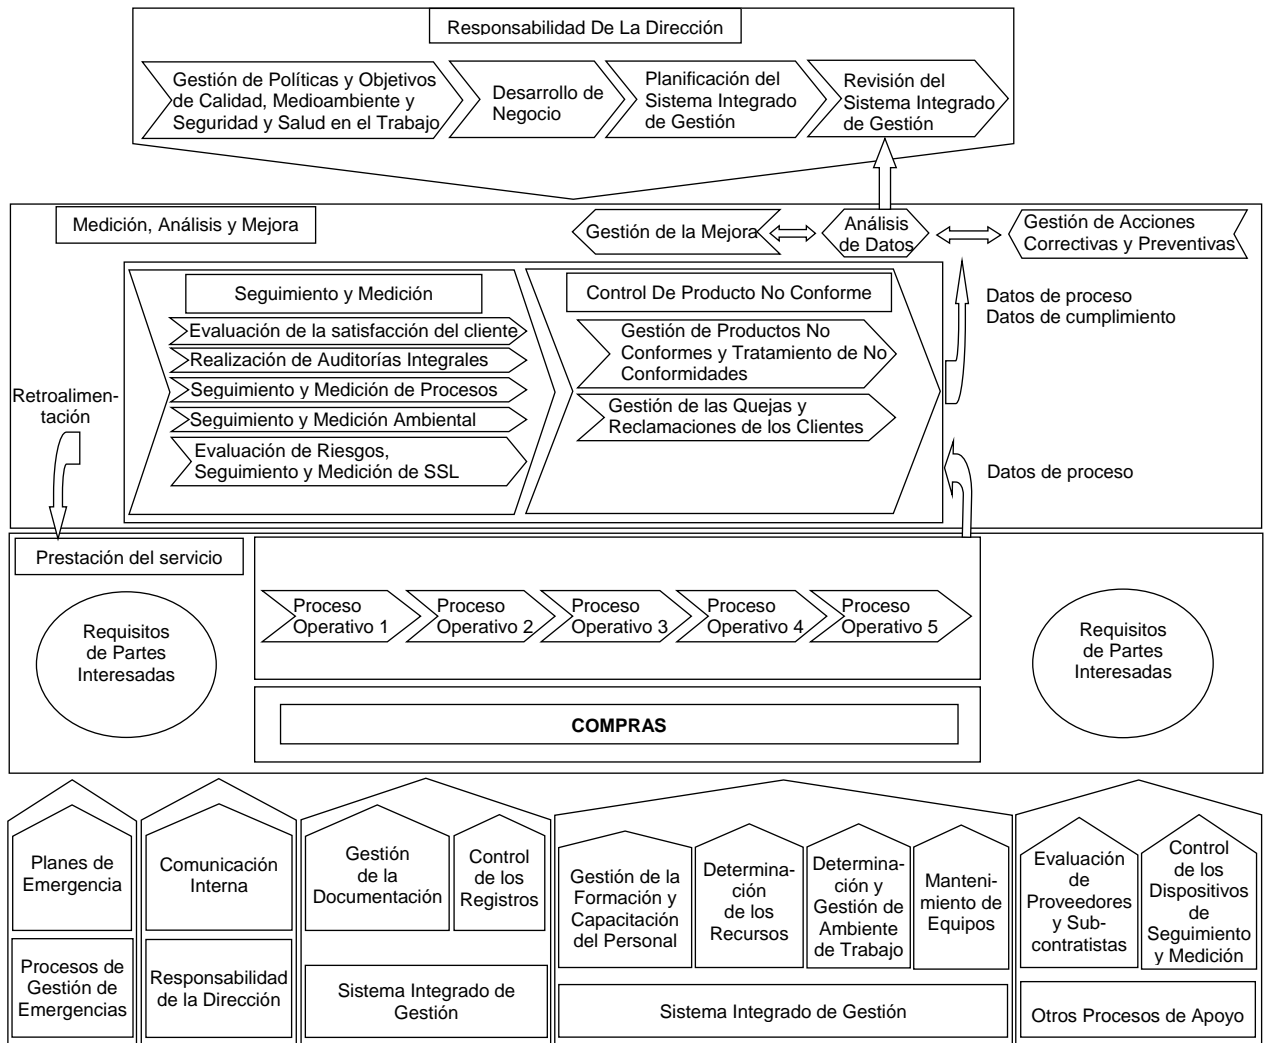 Responsabilidad De La Dirección
Gestión de Políticas y Objetivos
de Calidad, Medioambiente y
Seguridad y Salud en el Trabajo
Desarrollo de
Negocio
Planificación del
Sistema Integrado
de Gestión
Revisión del
Sistema Integrado
de Gestión
Medición, Análisis y Mejora
Gestión de la Mejora
Análisis
de Datos
Gestión de Acciones
Correctivas y Preventivas
Seguimiento y Medición
Evaluación de la satisfacción del cliente
Realización de Auditorías Integrales
Seguimiento y Medición de Procesos
Seguimiento y Medición Ambiental
Evaluación de Riesgos,
Seguimiento y Medición de SSL
Control De Producto No Conforme
Gestión de Productos No
Conformes y Tratamiento de No
Conformidades
Gestión de las Quejas y
Reclamaciones de los Clientes
Datos de proceso
Datos de cumplimiento
Retroalimen-
tación
Datos de proceso
Prestación del servicio
Requisitos
de Partes
Interesadas
Proceso
Operativo 1
Proceso
Operativo 2
Proceso
Operativo 3
Proceso
Operativo 4
Proceso
Operativo 5
Requisitos
de Partes
Interesadas
COMPRAS
Planes de
Emergencia
Procesos de
Gestión de
Emergencias
Comunicación
Interna
Responsabilidad
de la Dirección
Gestión
de la
Documentación
Control
de los
Registros
Sistema Integrado de
Gestión
Gestión de la
Formación y
Capacitación
del Personal
Determina-
ción
de los
Recursos
Determina-
ción y
Gestión de
Ambiente
de Trabajo
Manteni-
miento de
Equipos
Sistema Integrado de Gestión
Evaluación
de
Proveedores
y Sub-
contratistas
Control
de los
Dispositivos
de
Seguimiento
y Medición
Otros Procesos de Apoyo